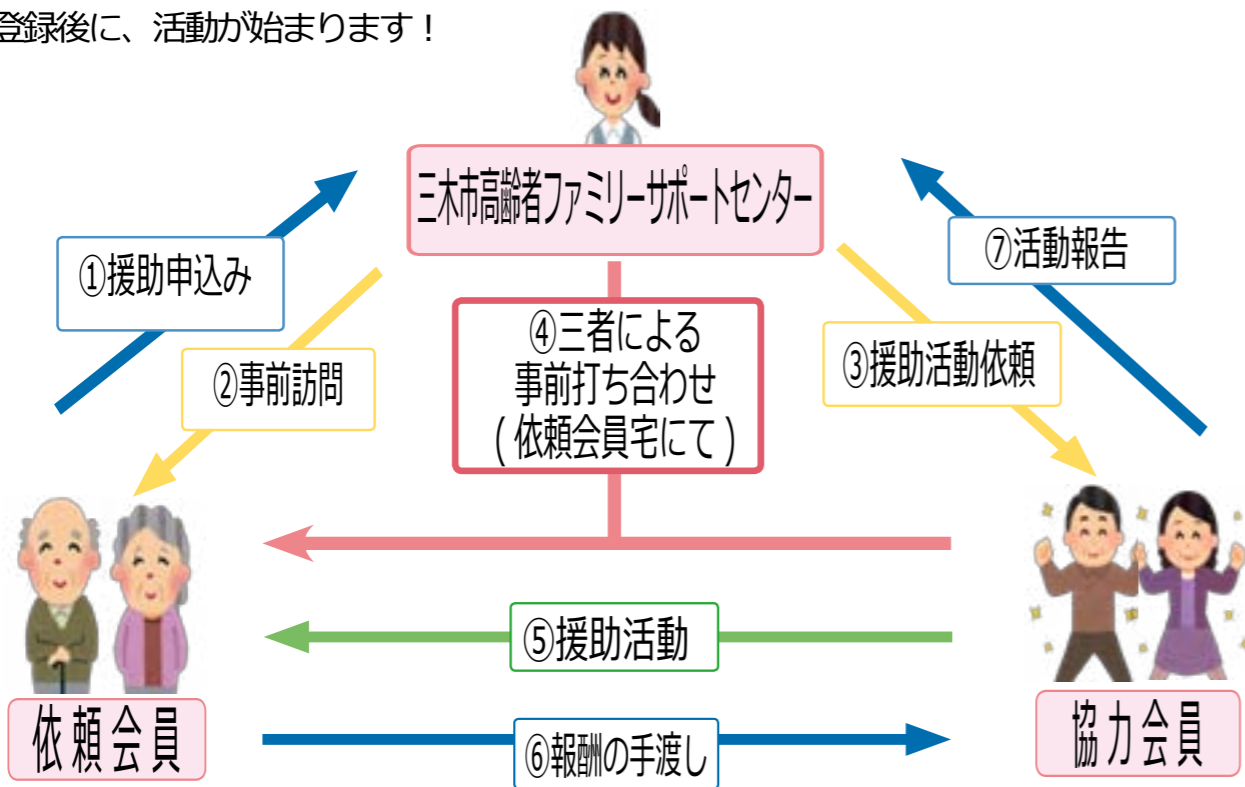 登録後に、活動が始まります！
三木市高齢者ファミリーサポートセンター
①援助申込み
⑦活動報告
②事前訪問
④三者による
事前打ち合わせ
(依頼会員宅にて)
③援助活動依頼
⑤援助活動
依頼会員
⑥報酬の手渡し
協力会員